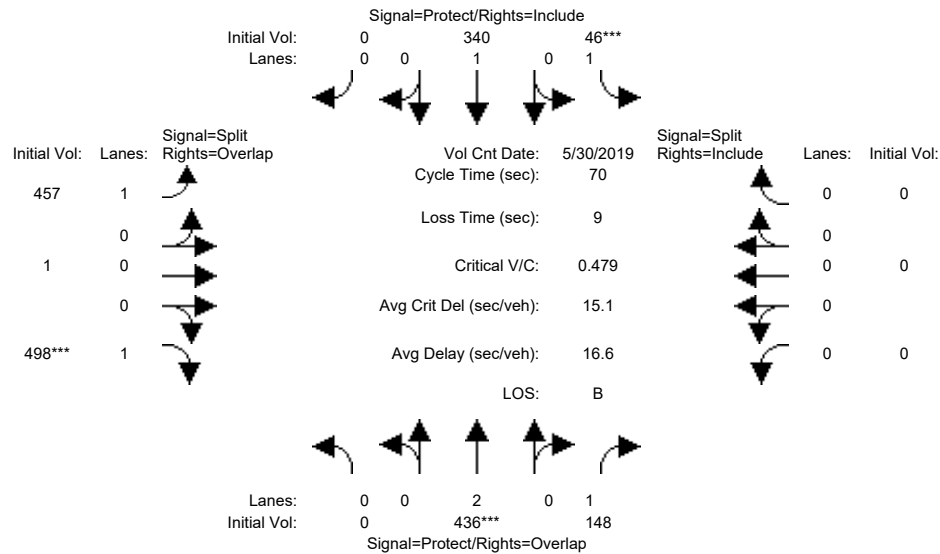 Signal=Protect/Rights=Include
Initial Vol: 0 340 46***
Lanes: 0 0 1 0 1
Signal=Split Signal=Split
Initial Vol: Lanes: Rights=Overlap Vol Cnt Date: 5/30/2019 Rights=Include Lanes: Initial Vol:
Cycle Time (sec): 70
457 1 0 0
Loss Time (sec): 9
0 0
1 0 Critical V/C: 0.479 0 0
0 Avg Crit Del (sec/veh): 15.1 0
498*** 1 Avg Delay (sec/veh): 16.6 0 0
LOS: B
Lanes: 0 0 2 0 1
Initial Vol: 0 436*** 148
Signal=Protect/Rights=Overlap